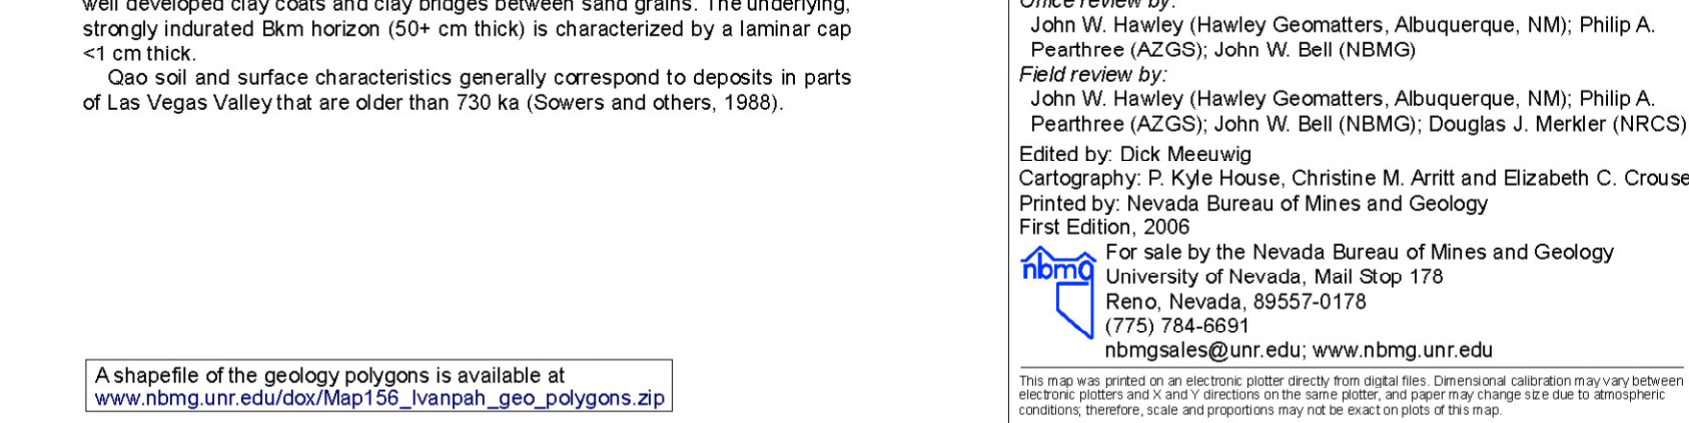 well developed clay coats and clay bridges between sand grains. The underlying,
strongly indurated Bkm horizon (50+ cm thick) is characterized by a laminar cap
<1 cm thick.
Qao soil and surface characteristics generally correspond to deposits in parts
of Las Vegas Valley that are older than 730 ka (Sowers and others, 1988).
A shapefile of the geology polygons is available at
www.nbmg.unr.edu/dox/Map156_Ivanpah_geo_polygons.zip
Office review by:
John W. Hawley (Hawley Geomatters, Albuquerque, NM); Philip A.
Pearthree (AZGS); John W. Bell (NBMG)
Field review by:
John W. Hawley (Hawley Geomatters, Albuquerque, NM); Philip A.
Pearthree (AZGS); John W. Bell (NBMG); Douglas J. Merkler (NRCS)
Edited by: Dick Meeuwig
Cartography: P. Kyle House, Christine M. Arritt and Elizabeth C. Crouse
Printed by: Nevada Bureau of Mines and Geology
First Edition, 2006
nbmg
For sale by the Nevada Bureau of Mines and Geology
University of Nevada, Mail Stop 178
Reno, Nevada, 89557-0178
(775) 784-6691
nbmgsales@unr.edu; www.nbmg.unr.edu
This map was printed on an electronic plotter directly from digital files. Dimensional calibration may vary between
electronic plotters and X and Y directions on the same plotter, and paper may change size due to atmospheric
conditions; therefore, scale and proportions may not be exact on plots of this map.